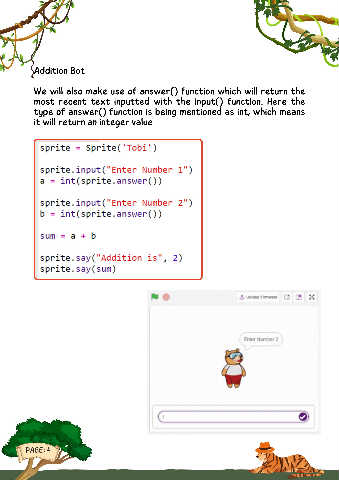 Addition Bot
We will also make use of answer() function which will return the
most recent text inputted with the input() function. Here the
type of answer() function is being mentioned as int, which means
it will return an integer value
sprite = Sprite('Tobi')
sprite.input("Enter Number 1")
a = int(sprite.answer())
sprite.input("Enter Number 2")
b = int(sprite.answer())
sum = a + b
sprite.say("Addition is", 2)
sprite.say(sum)
Enter Number 2
PAGE: 4